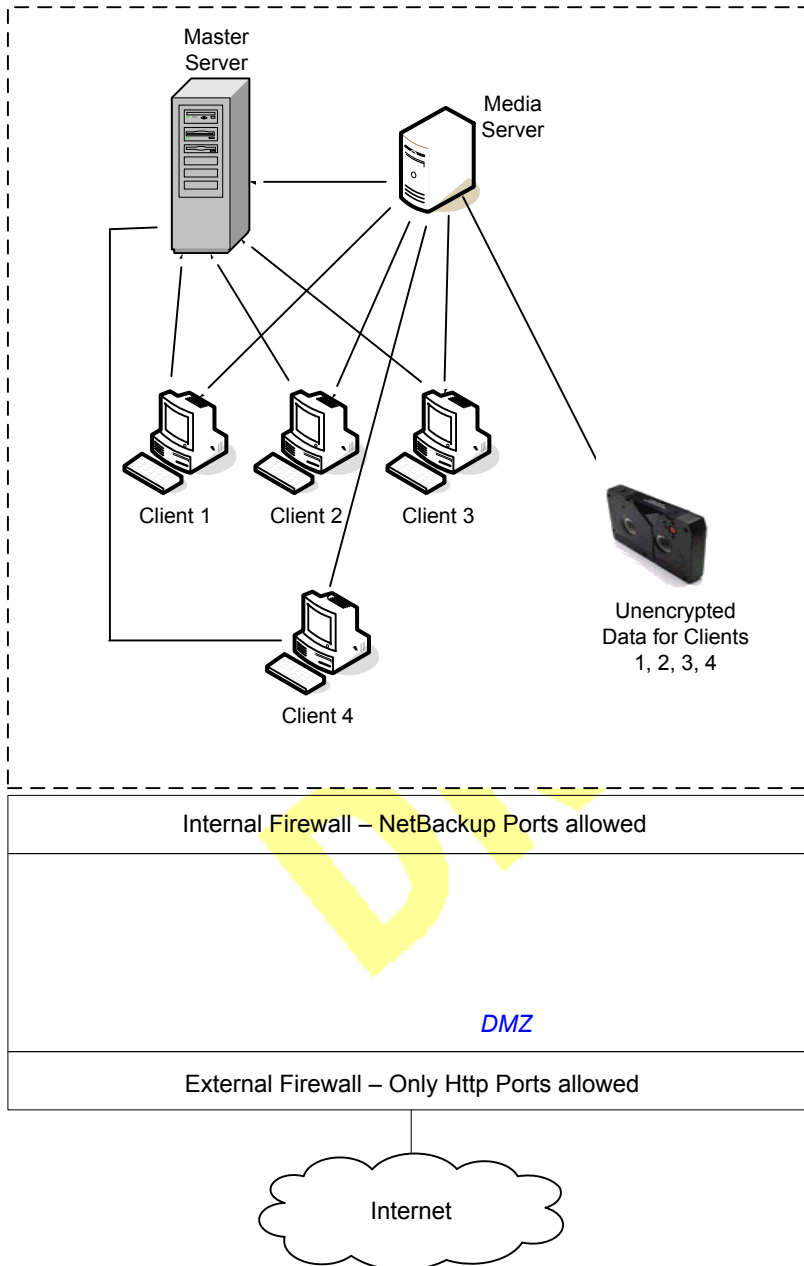 Master
Server
Media
Server
Client 1
Client 2
Client 3
Unencrypted
Data for Clients
1, 2, 3, 4
Client 4
Internal Firewall – NetBackup Ports allowed
DMZ
External Firewall – Only Http Ports allowed
Internet